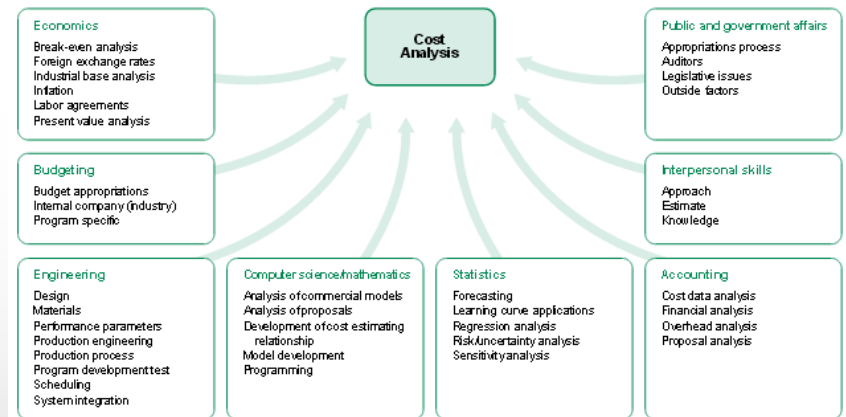 Economics
Break-even analysis
Foreign exchange rates
Industrial base analysis
Inflation
Labor agreements
Present value analysis
Cost
Analysis
Public and government affairs
Appropriations process
Auditors
Legislative issues
Outside factors
Budgeting
Budget appropriations
Internal company (industry)
Program specific
Interpersonal skills
Approach
Estimate
Knowledge
Engineering
Design
Materials
Performance parameters
Production engineering
Production process
Program development test
Scheduling
System integration
Computer science/mathematics
Analysis of commercial models
Analysis of proposals
Development of cost estimating
relationship
Model development
Programming
Statistics
Forecasting
Learning curve applications
Regression analysis
Risk/uncertainty analysis
Sensitivity analysis
Accounting
Cost data analysis
Financial analysis
Overhead analysis
Proposal analysis